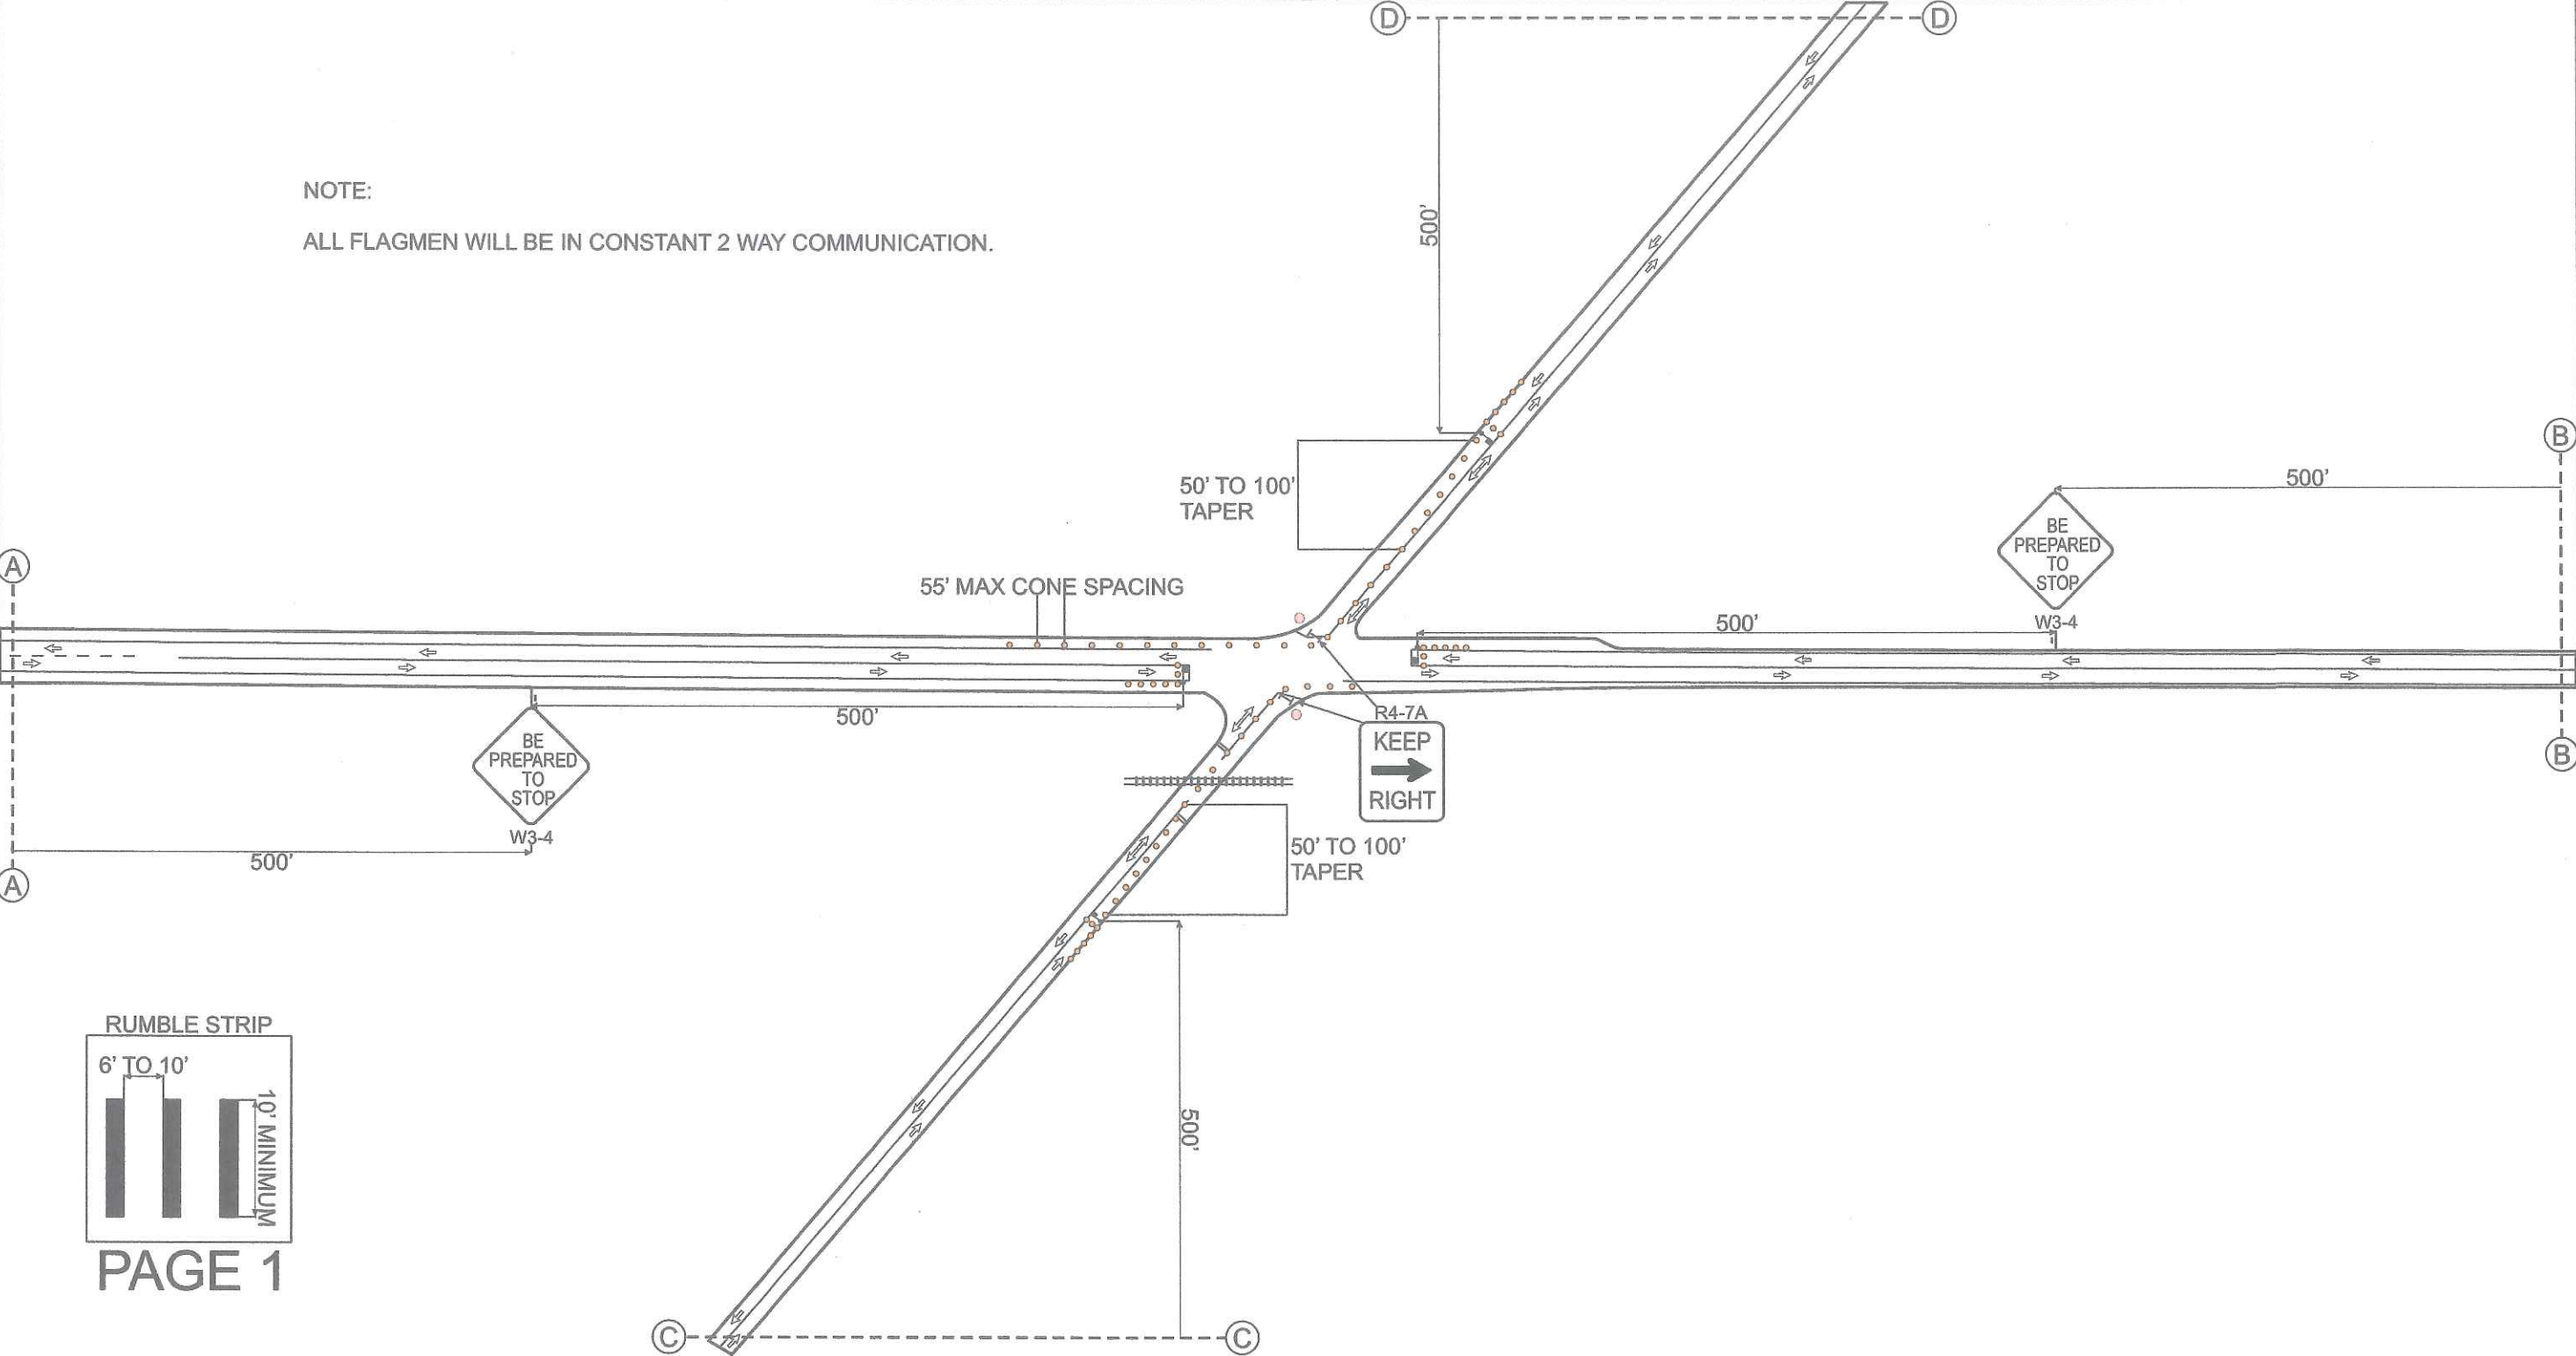 D
D
NOTE:
ALL FLAGMEN WILL BE IN CONSTANT 2 WAY COMMUNICATION.
500'
50' TO 100'
TAPER
B
500'
BE
PREPARED
TO
STOP
W3-4
A
55' MAX CONE SPACING
500'
500'
R4-7A
KEEP
RIGHT
B
BE
PREPARED
TO
STOP
W3-4
500'
A
50' TO 100'
TAPER
500'
RUMBLE STRIP
6' TO 10'
10' MINIMUM
PAGE 1
C
C